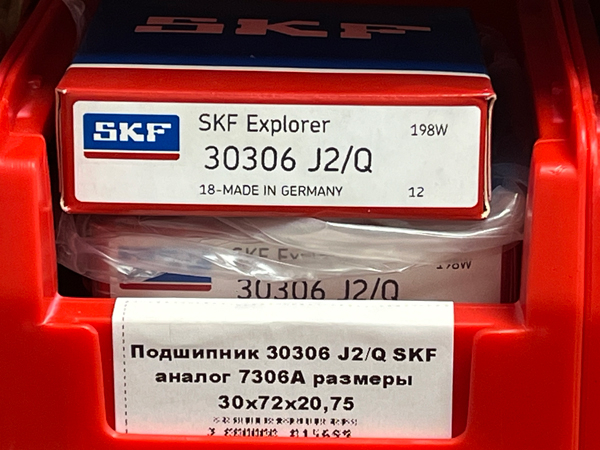 SKF
SKF
SKF Explorer
198W
30306 J2/Q
18-MADE IN GERMANY
12
SKF
198W
30306 J2/Q
Подшипник 30306 J2/Q SKF
аналог 7306А размеры
30х72х20,75